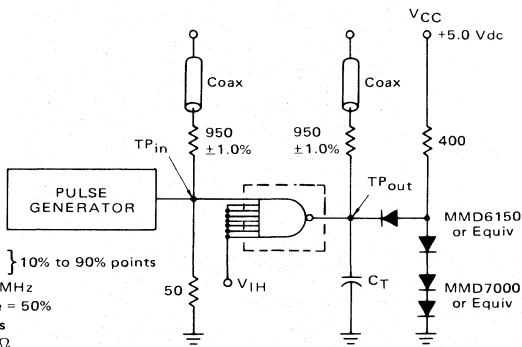 VCC
+5.0 Vdc
Coax
Coax
950
±1.0%
950
±1.0%
400
TPin
TPout
PULSE
GENERATOR
MMD6150
or Equiv
} 10% to 90% points
MHz
= 50%
50
VIH
CT
MMD7000
or Equiv
Ω